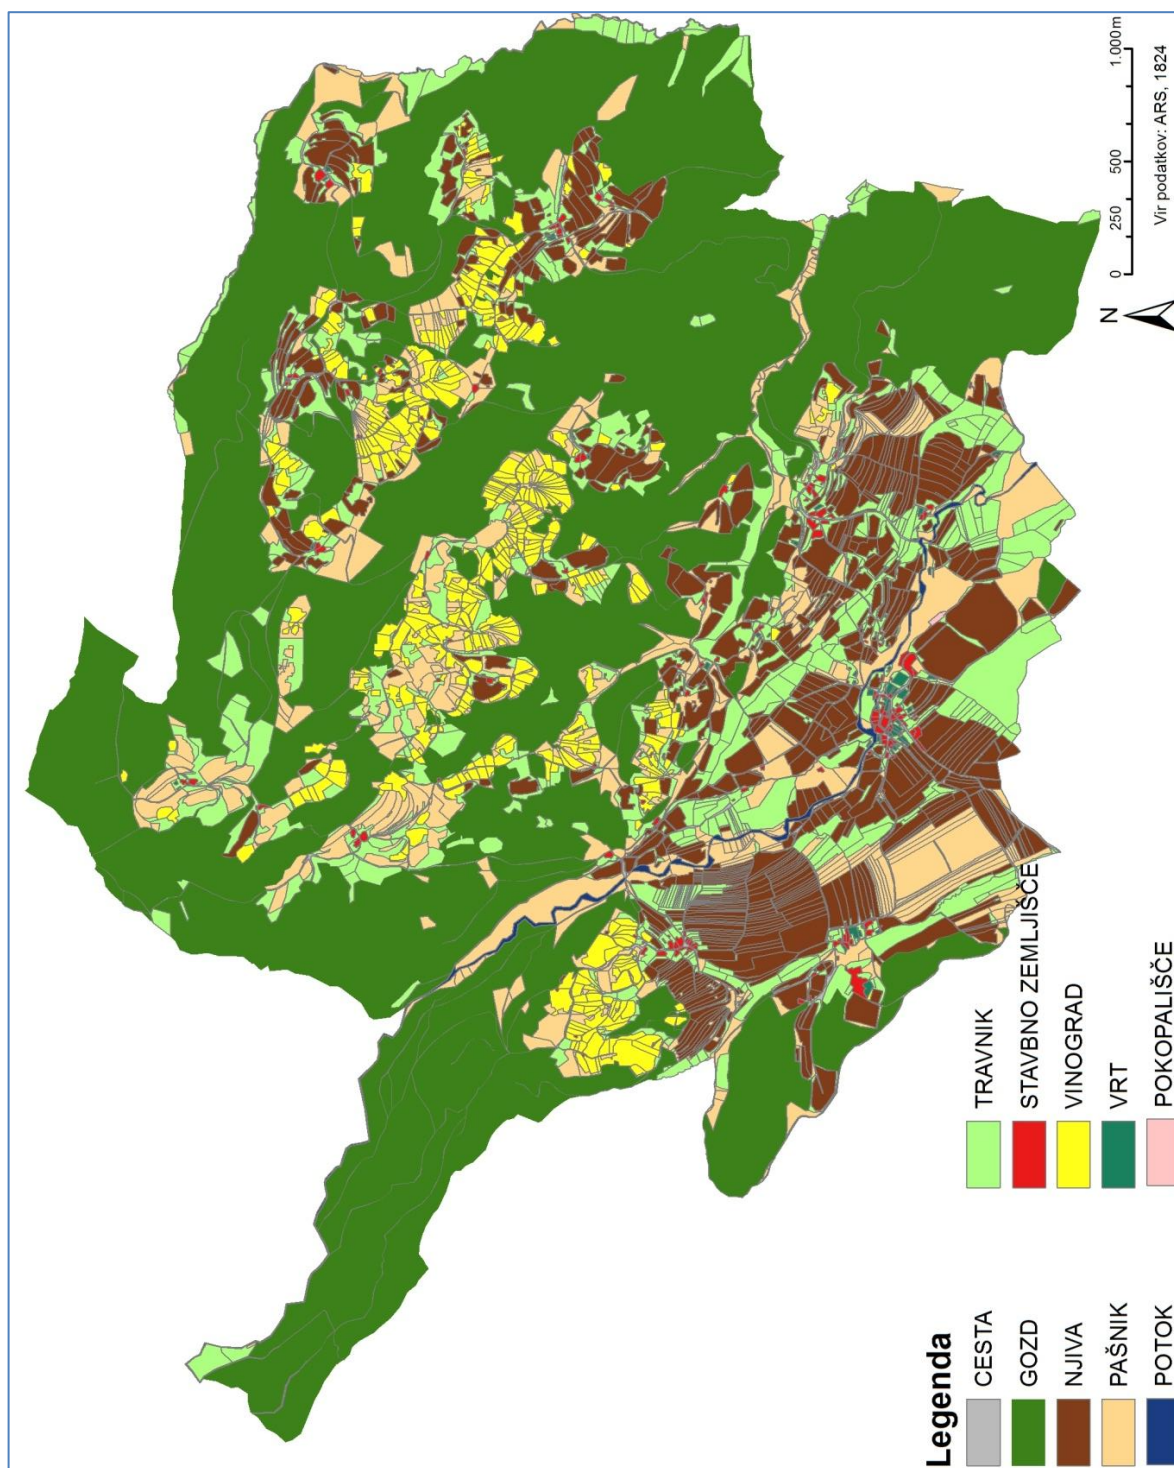 Legenda
CESTA
GOZD
NJIVA
PAŠNIK
POTOK
TRAVNIK
STAVBNO ZEMLJIŠČE
VINOGRAD
VRT
POKOPALIŠČE
N
0 250 500 1.000 m
Vir podatkov: ARS, 1824